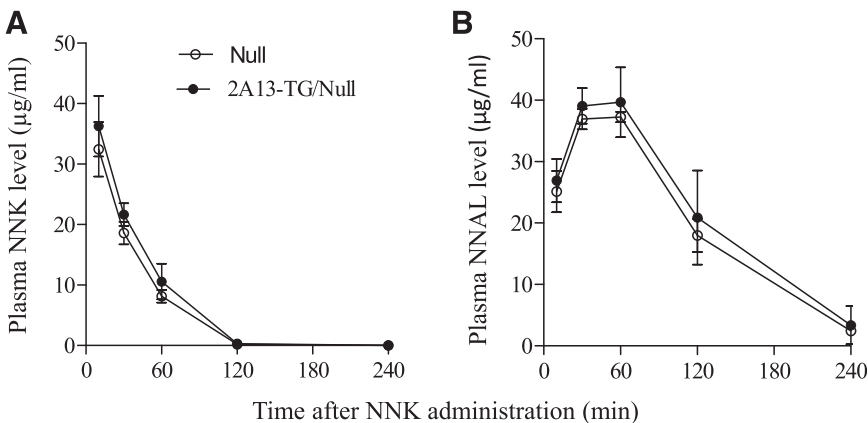 A
Plasma NNK level (µg/ml)
50
40
30
20
10
0
0 60 120 180 240
Null
2A13-TG/Null
B
Plasma NNAL level (µg/ml)
50
40
30
20
10
0
0 60 120 180 240
Time after NNK administration (min)